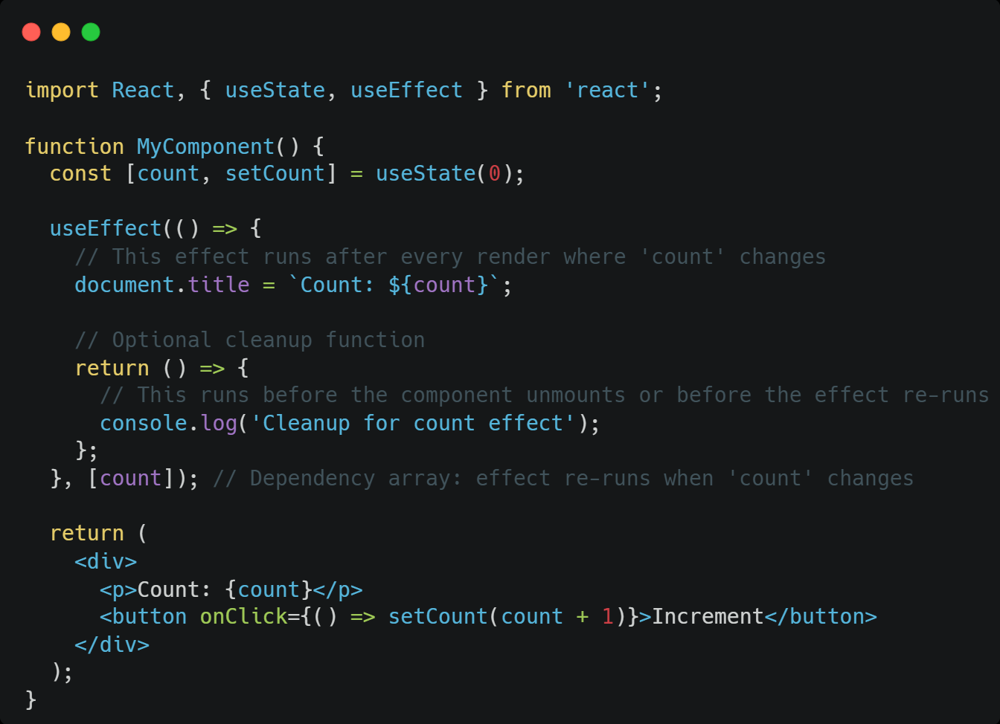 import React, { useState, useEffect } from 'react';

function MyComponent() {
  const [count, setCount] = useState(0);

  useEffect(() => {
    // This effect runs after every render where 'count' changes
    document.title = `Count: ${count}`;

    // Optional cleanup function
    return () => {
      // This runs before the component unmounts or before the effect re-runs
      console.log('Cleanup for count effect');
    };
  }, [count]); // Dependency array: effect re-runs when 'count' changes

  return (
    <div>
      <p>Count: {count}</p>
      <button onClick={() => setCount(count + 1)}>Increment</button>
    </div>
  );
}